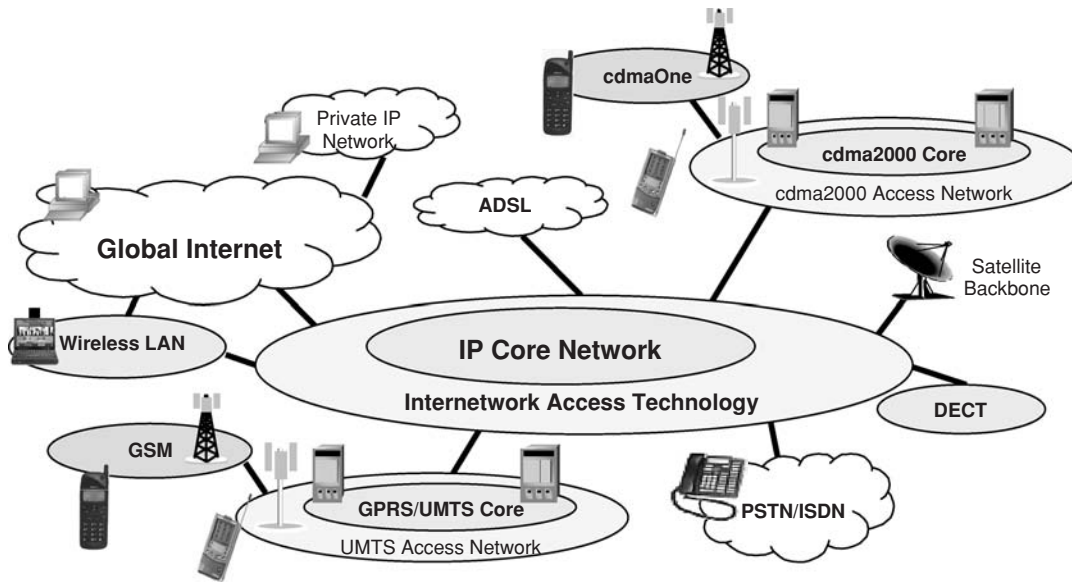 cdmaOne
Private IP
Network
cdma2000 Core
cdma2000 Access Network
ADSL
Global Internet
Satellite
Backbone
Wireless LAN
IP Core Network
Internetwork Access Technology
DECT
GSM
GPRS/UMTS Core
UMTS Access Network
PSTN/ISDN